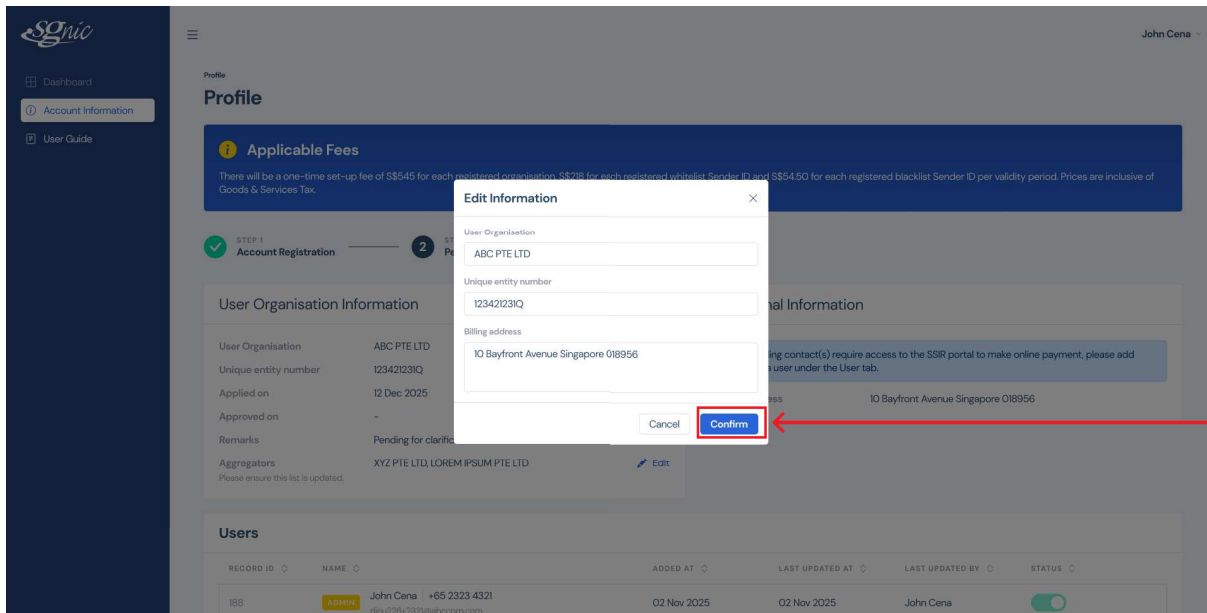 sgnic
John Cena
Dashboard
Account Information
User Guide
Profile
Profile
Applicable Fees
There will be a one-time set-up fee of S$545 for each registered organisation, S$218 for each registered whitelist Sender ID and S$54.50 for each registered blacklist Sender ID per validity period. Prices are inclusive of
Goods & Services Tax.
STEP 1
Account Registration
2
Edit Information
User Organisation
ABC PTE LTD
Unique entity number
123421231Q
Billing address
10 Bayfront Avenue Singapore 018956
Cancel
Confirm
User Organisation Information
User Organisation ABC PTE LTD
Unique entity number 123421231Q
Applied on 12 Dec 2025
Approved on -
Remarks Pending for
Aggregators XYZ PTE LTD, LOREM IPSUM PTE LTD Edit
Please ensure this list is updated.
Information
contact(s) require access to the SSIR portal to make online payment, please add
user under the User tab.
10 Bayfront Avenue Singapore 018956
Users
RECORD ID NAME ADDED AT LAST UPDATED AT LAST UPDATED BY STATUS
188 ADMIN John Cena +65 2323 4321 02 Nov 2025 02 Nov 2025 John Cena